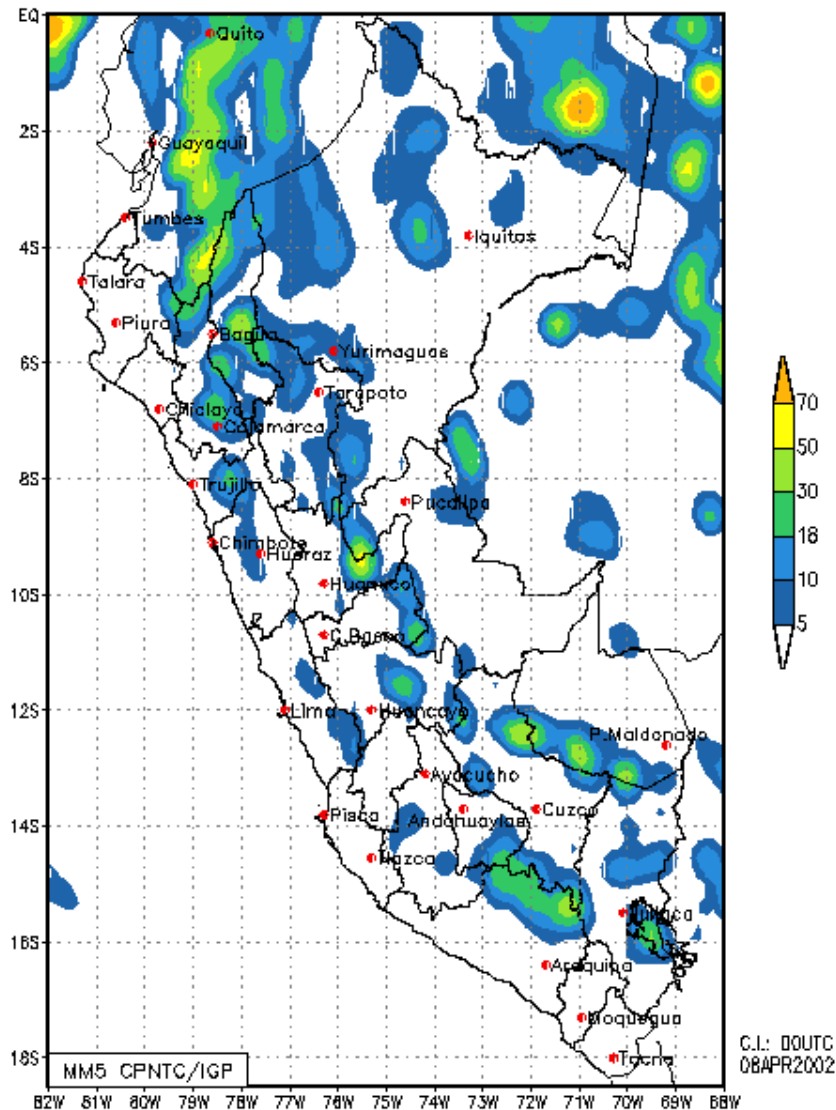 EQ
Quito
2S
Guayaquil
Tumbes
4S
Iquitos
Talara
Piura
Bagua
6S
Yurimaguas
Tarapoto
Chiclayo
Cajamarca
8S
Trujillo
Pucallpa
Chimbote
Huaraz
10S
Huanuco
C.Pasco
12S
Lima
Huancayo
P.Maldonado
Ayacucho
14S
Pisco
Andahuaylas
Cuzco
Nazca
16S
Juliaca
Arequipa
Moquegua
18S
Tacna
MM5 CPNTC/IGP
82W 81W 80W 79W 78W 77W 76W 75W 74W 73W 72W 71W 70W 69W 68W
70
50
30
18
10
5
C.I.: 00UTC
08APR2002